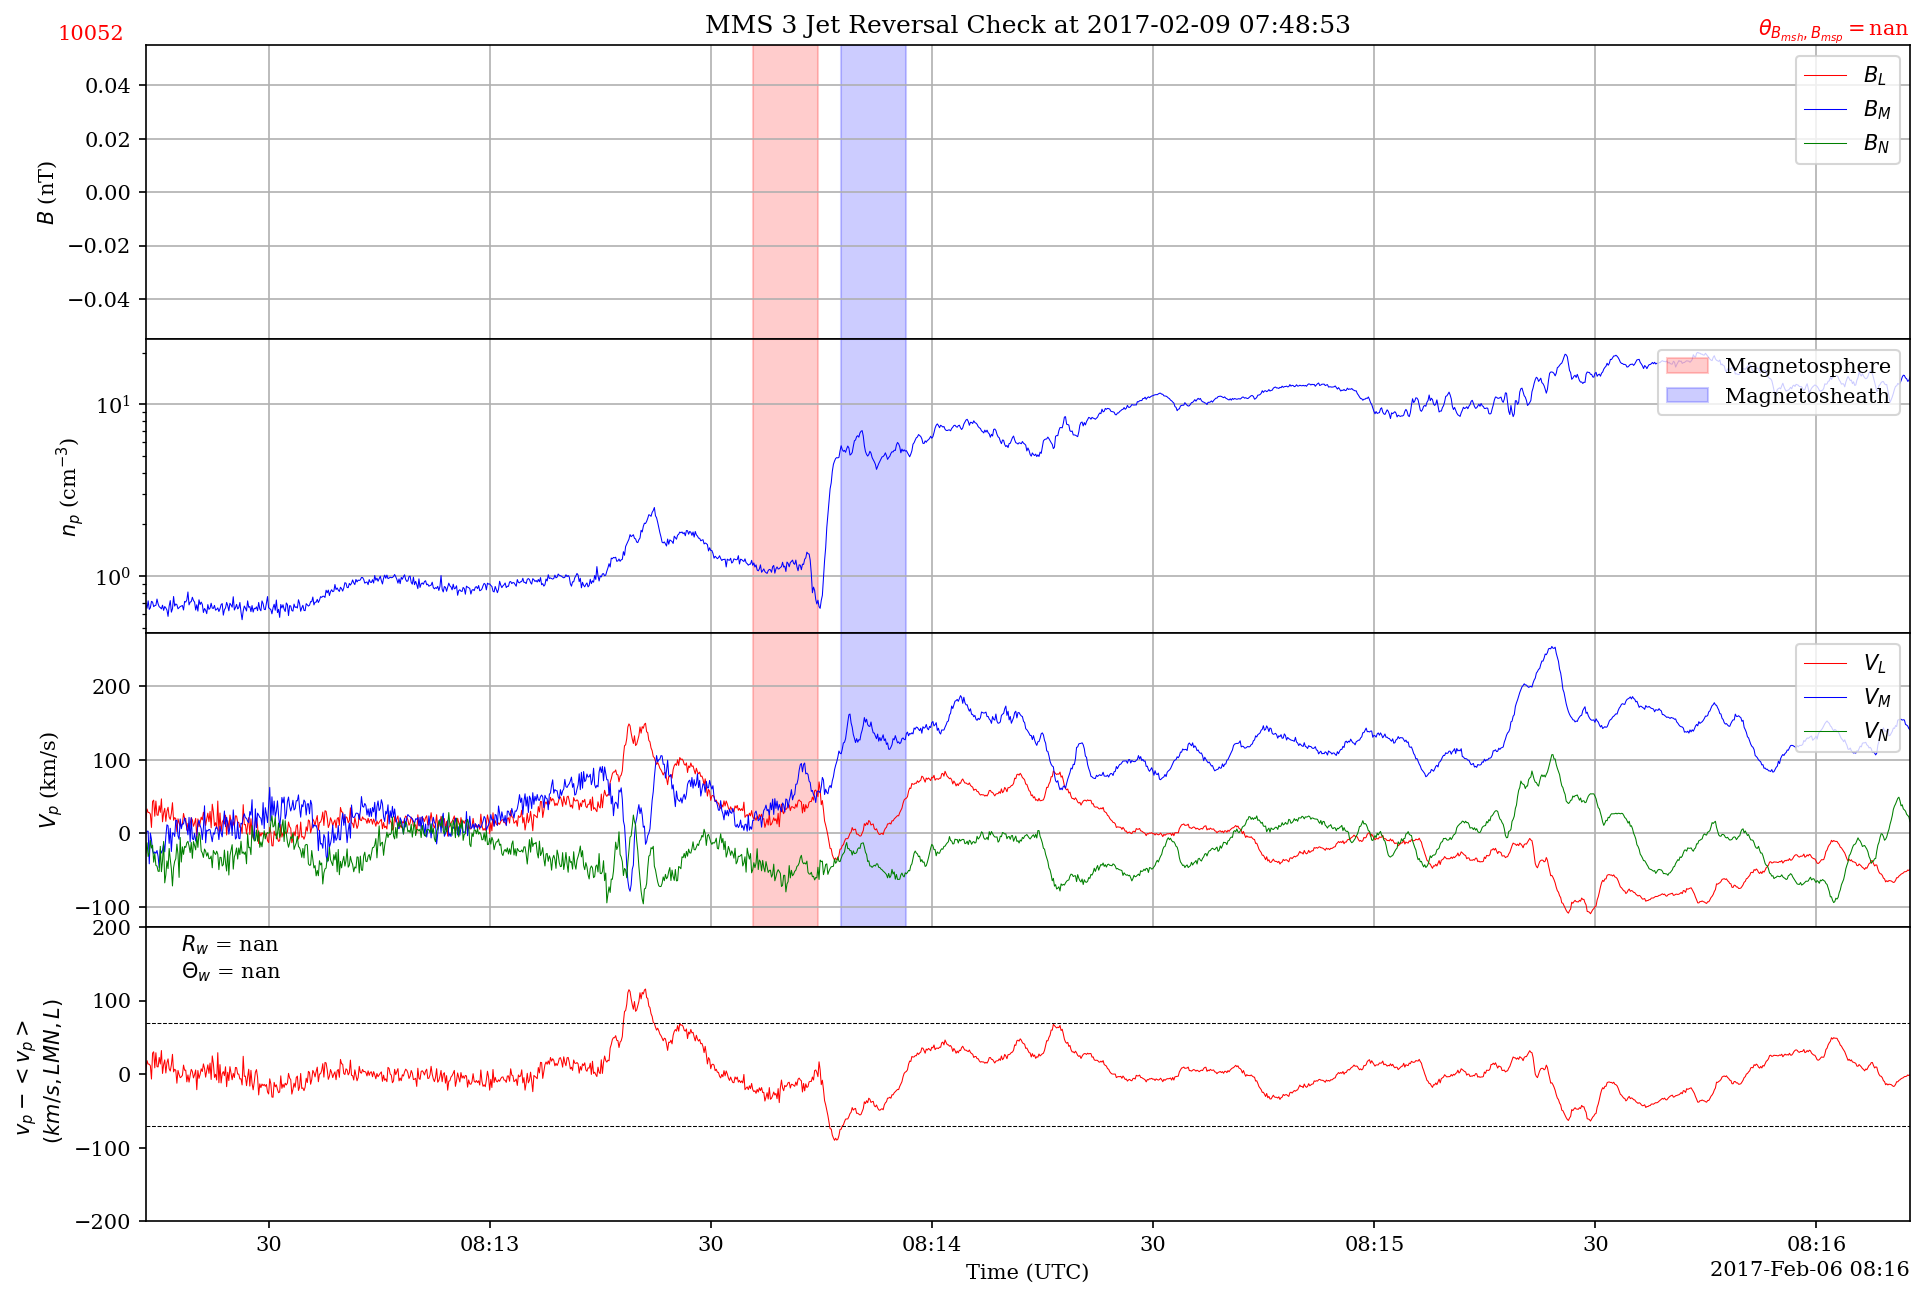 MMS 3 Jet Reversal Check at 2017-02-09 07:48:53
10052
θ_{B_{msh}, B_{msp}} = nan
B (nT)
0.04
0.02
0.00
−0.02
−0.04
B_L
B_M
B_N
n_p (cm^{−3})
10^1
10^0
Magnetosphere
Magnetosheath
V_p (km/s)
200
100
0
−100
V_L
V_M
V_N
v_p − <v_p>
(km/s, LMN, L)
200
100
0
−100
−200
R_w = nan
Θ_w = nan
30
08:13
30
08:14
30
08:15
30
08:16
Time (UTC)
2017-Feb-06 08:16